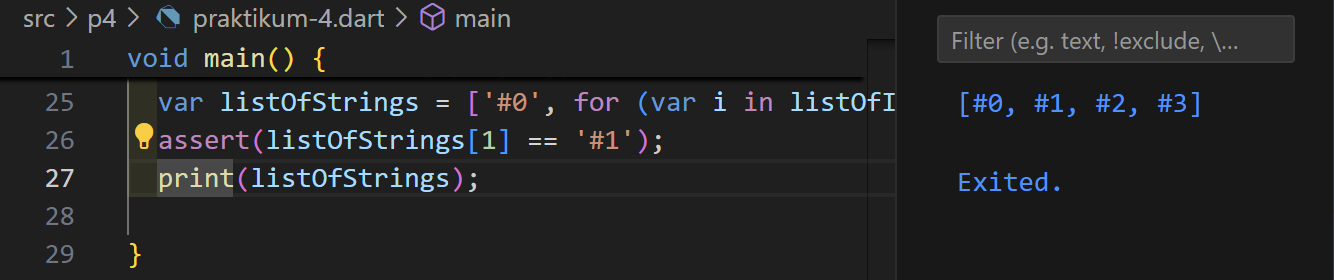 src > p4 > praktikum-4.dart > main
1 void main() {
25 var listOfStrings = ['#0', for (var i in listOfI
26 assert(listOfStrings[1] == '#1');
27 print(listOfStrings);
28
29 }
Filter (e.g. text, !exclude, \...
[#0, #1, #2, #3]
Exited.